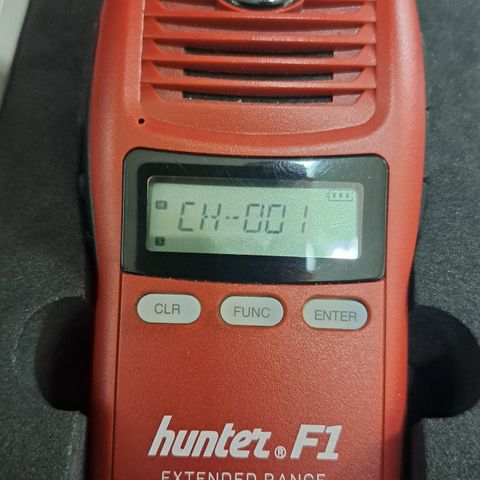 CH--001
CLR FUNC ENTER
hunter® F1
EXTENDED RANGE